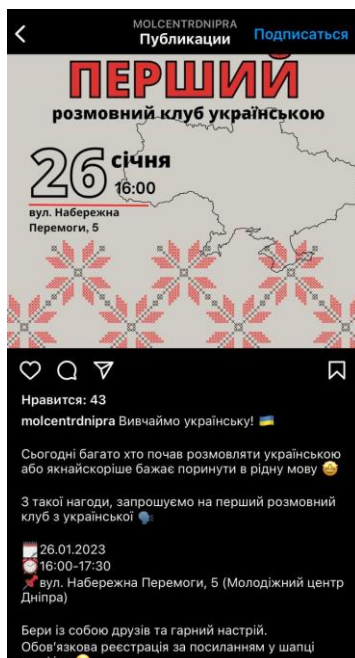 MOLCENTRDNIPRA
Публикации
Подписаться
ПЕРШИЙ
розмовний клуб українською
26 січня
16:00
вул. Набережна
Перемоги, 5
Нравится: 43
molcentrdnipra Вивчаймо українську! 🇺🇦
Сьогодні багато хто почав розмовляти українською
або якнайскоріше бажає поринути в рідну мову 🤩
З такої нагоди, запрошуємо на перший розмовний
клуб з української 🗣️
🗓️26.01.2023
⏰16:00-17:30
📌вул. Набережна Перемоги, 5 (Молодіжний центр
Дніпра)
Бери із собою друзів та гарний настрій.
Обов'язкова реєстрація за посиланням у шапці